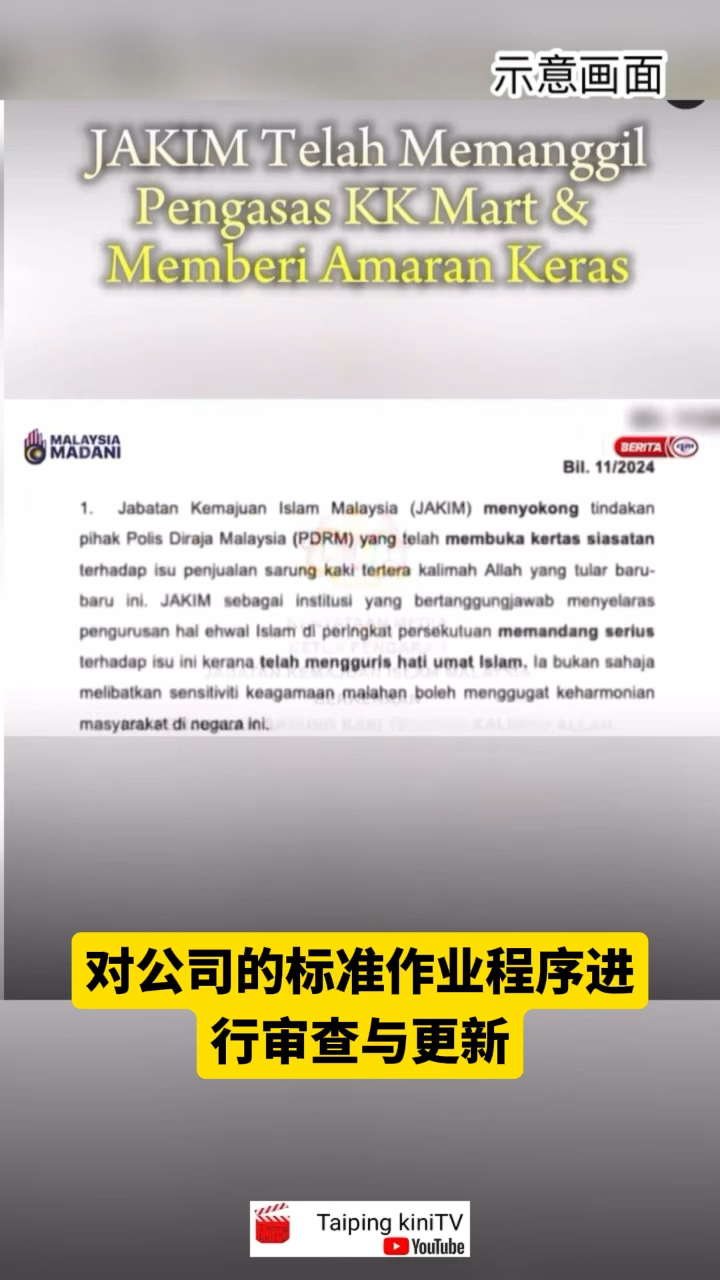 示意画面
JAKIM Telah Memanggil
Pengasas KK Mart &
Memberi Amaran Keras
MALAYSIA
MADANI
BERITA
Bil. 11/2024
1. Jabatan Kemajuan Islam Malaysia (JAKIM) menyokong tindakan
pihak Polis Diraja Malaysia (PDRM) yang telah membuka kertas siasatan
terhadap isu penjualan sarung kaki tertera kalimah Allah yang tular baru-
baru ini. JAKIM sebagai institusi yang bertanggungjawab menyelaras
pengurusan hal ehwal Islam di peringkat persekutuan memandang serius
terhadap isu ini kerana telah mengguris hati umat Islam. Ia bukan sahaja
melibatkan sensitiviti keagamaan malahan boleh menggugat keharmonian
masyarakat di negara ini.
对公司的标准作业程序进
行审查与更新
Taiping kiniTV
YouTube